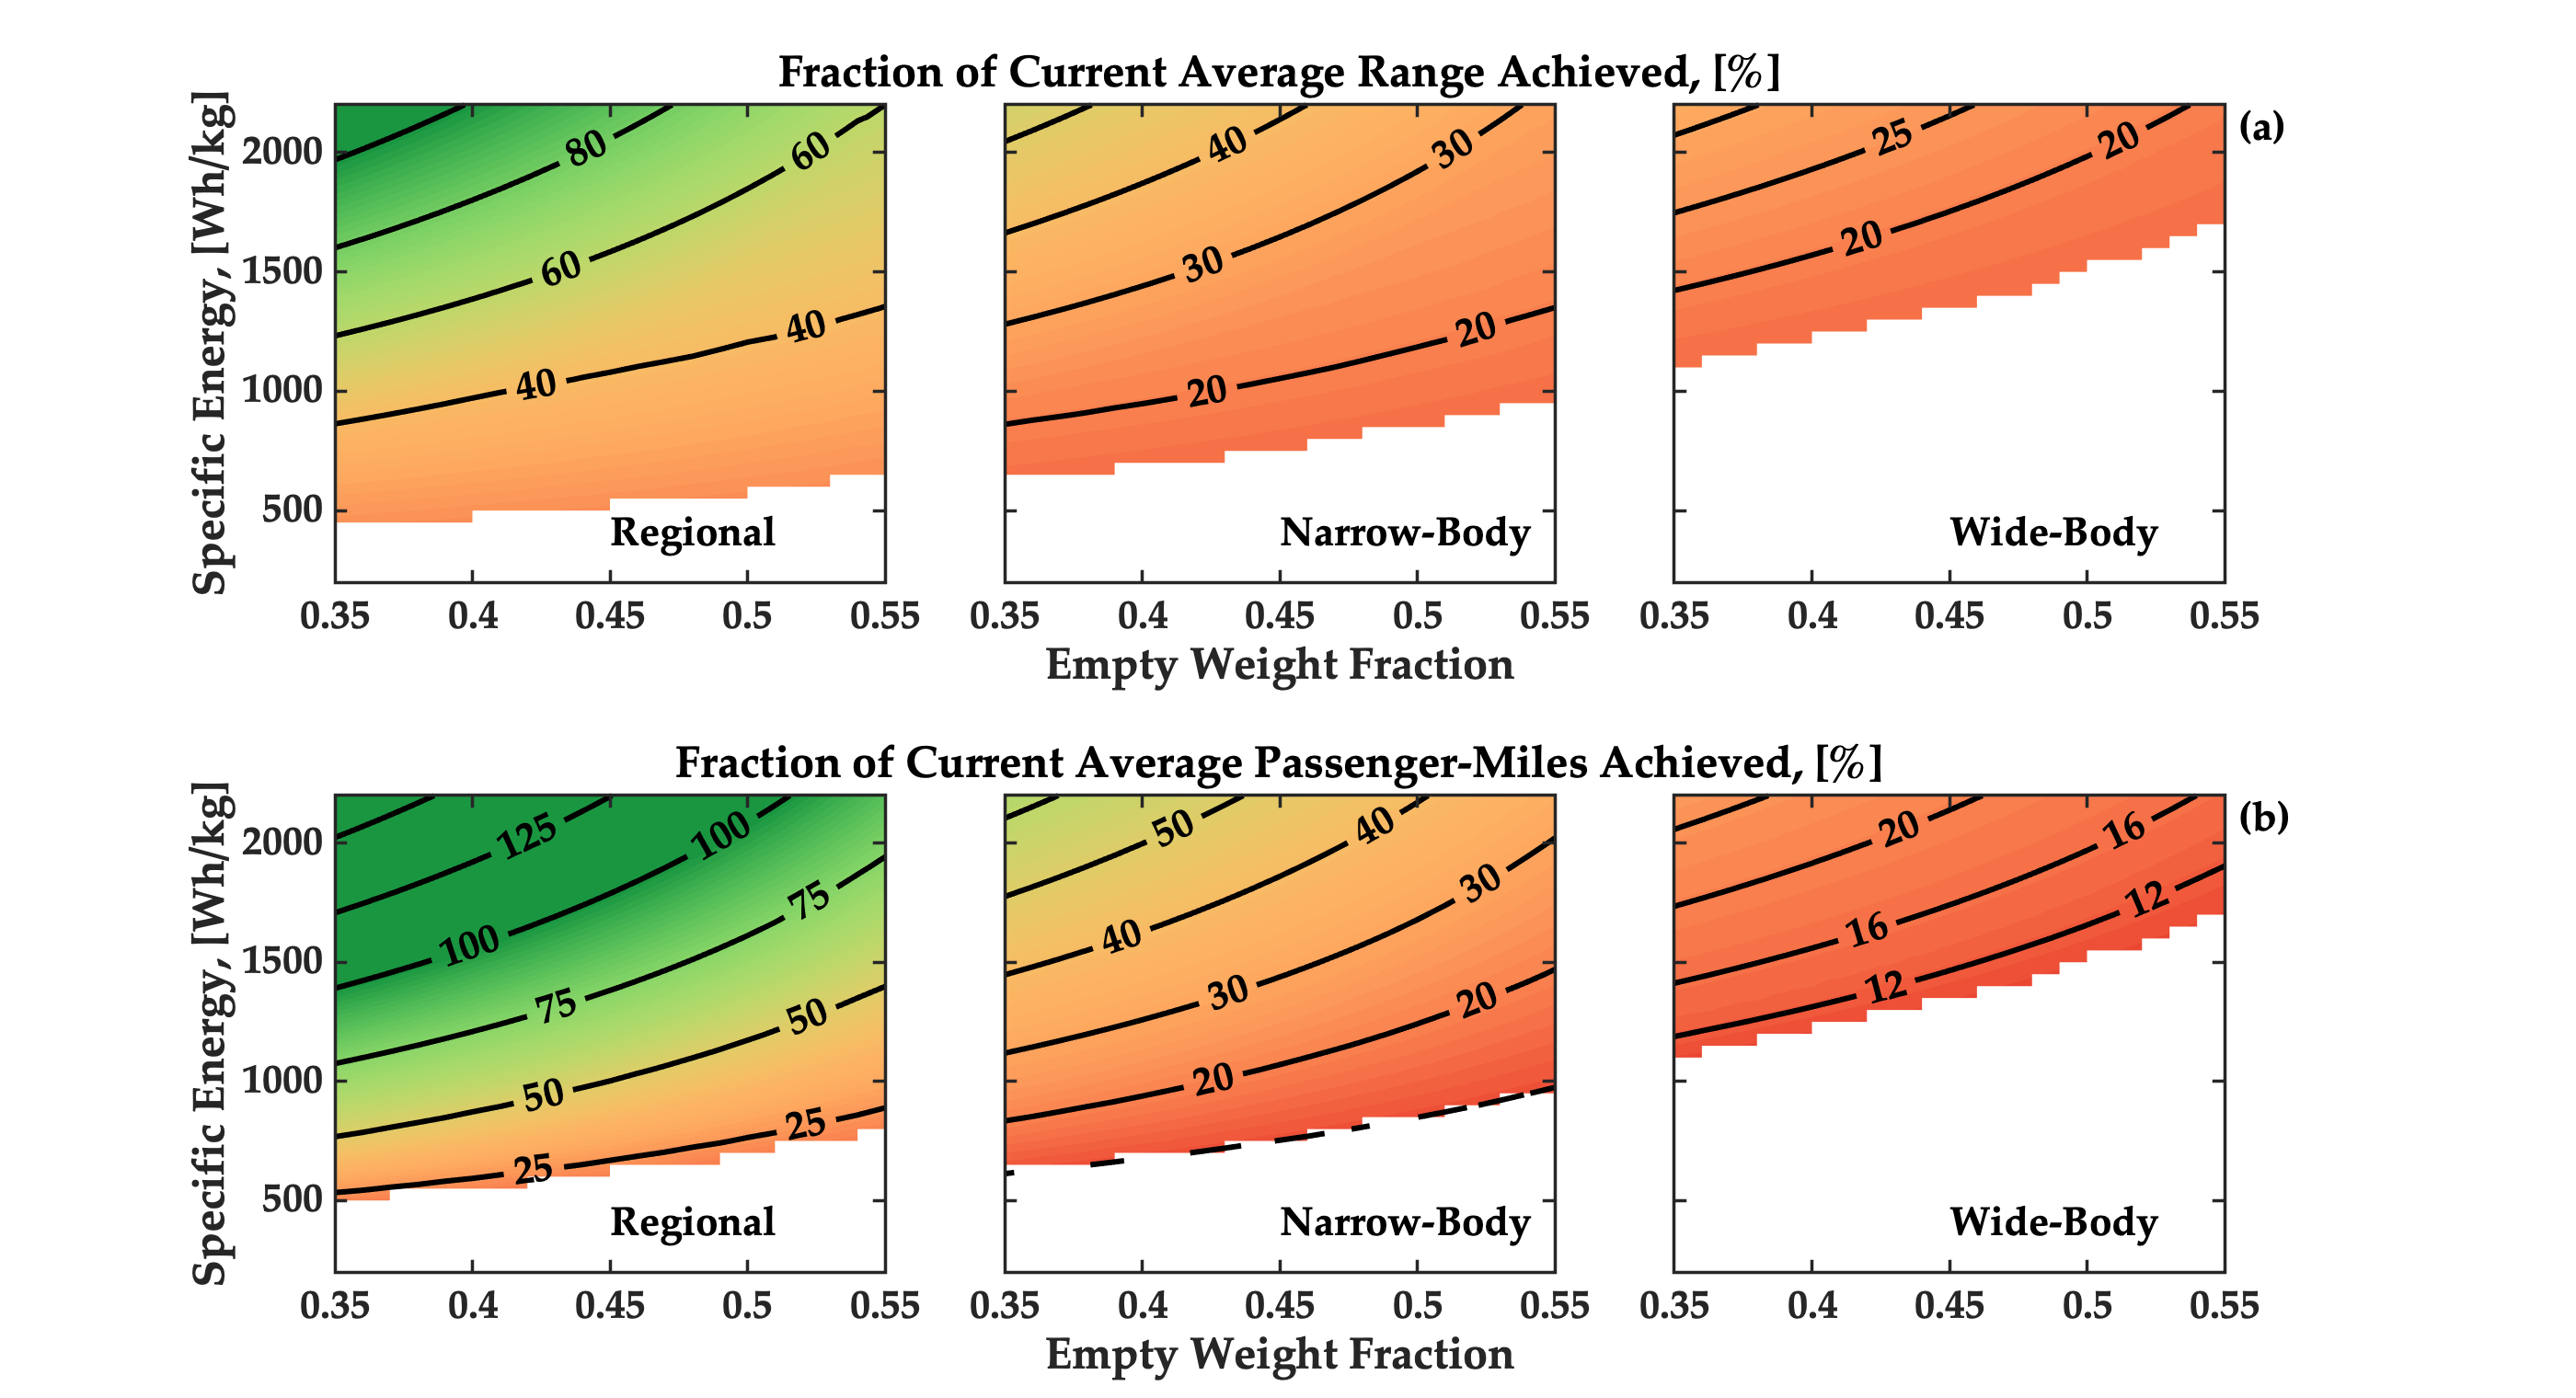 Fraction of Current Average Range Achieved, [%]
(a)
Specific Energy, [Wh/kg]
2000
1500
1000
500
80
60
60
40
40
Regional
0.35 0.4 0.45 0.5 0.55
40
30
30
20
20
Narrow-Body
0.35 0.4 0.45 0.5 0.55
25
20
20
Wide-Body
0.35 0.4 0.45 0.5 0.55
Empty Weight Fraction
Fraction of Current Average Passenger-Miles Achieved, [%]
(b)
Specific Energy, [Wh/kg]
2000
1500
1000
500
125
100
100
75
75
50
50
25
25
Regional
0.35 0.4 0.45 0.5 0.55
50
40
40
30
30
20
20
Narrow-Body
0.35 0.4 0.45 0.5 0.55
20
16
16
12
12
Wide-Body
0.35 0.4 0.45 0.5 0.55
Empty Weight Fraction